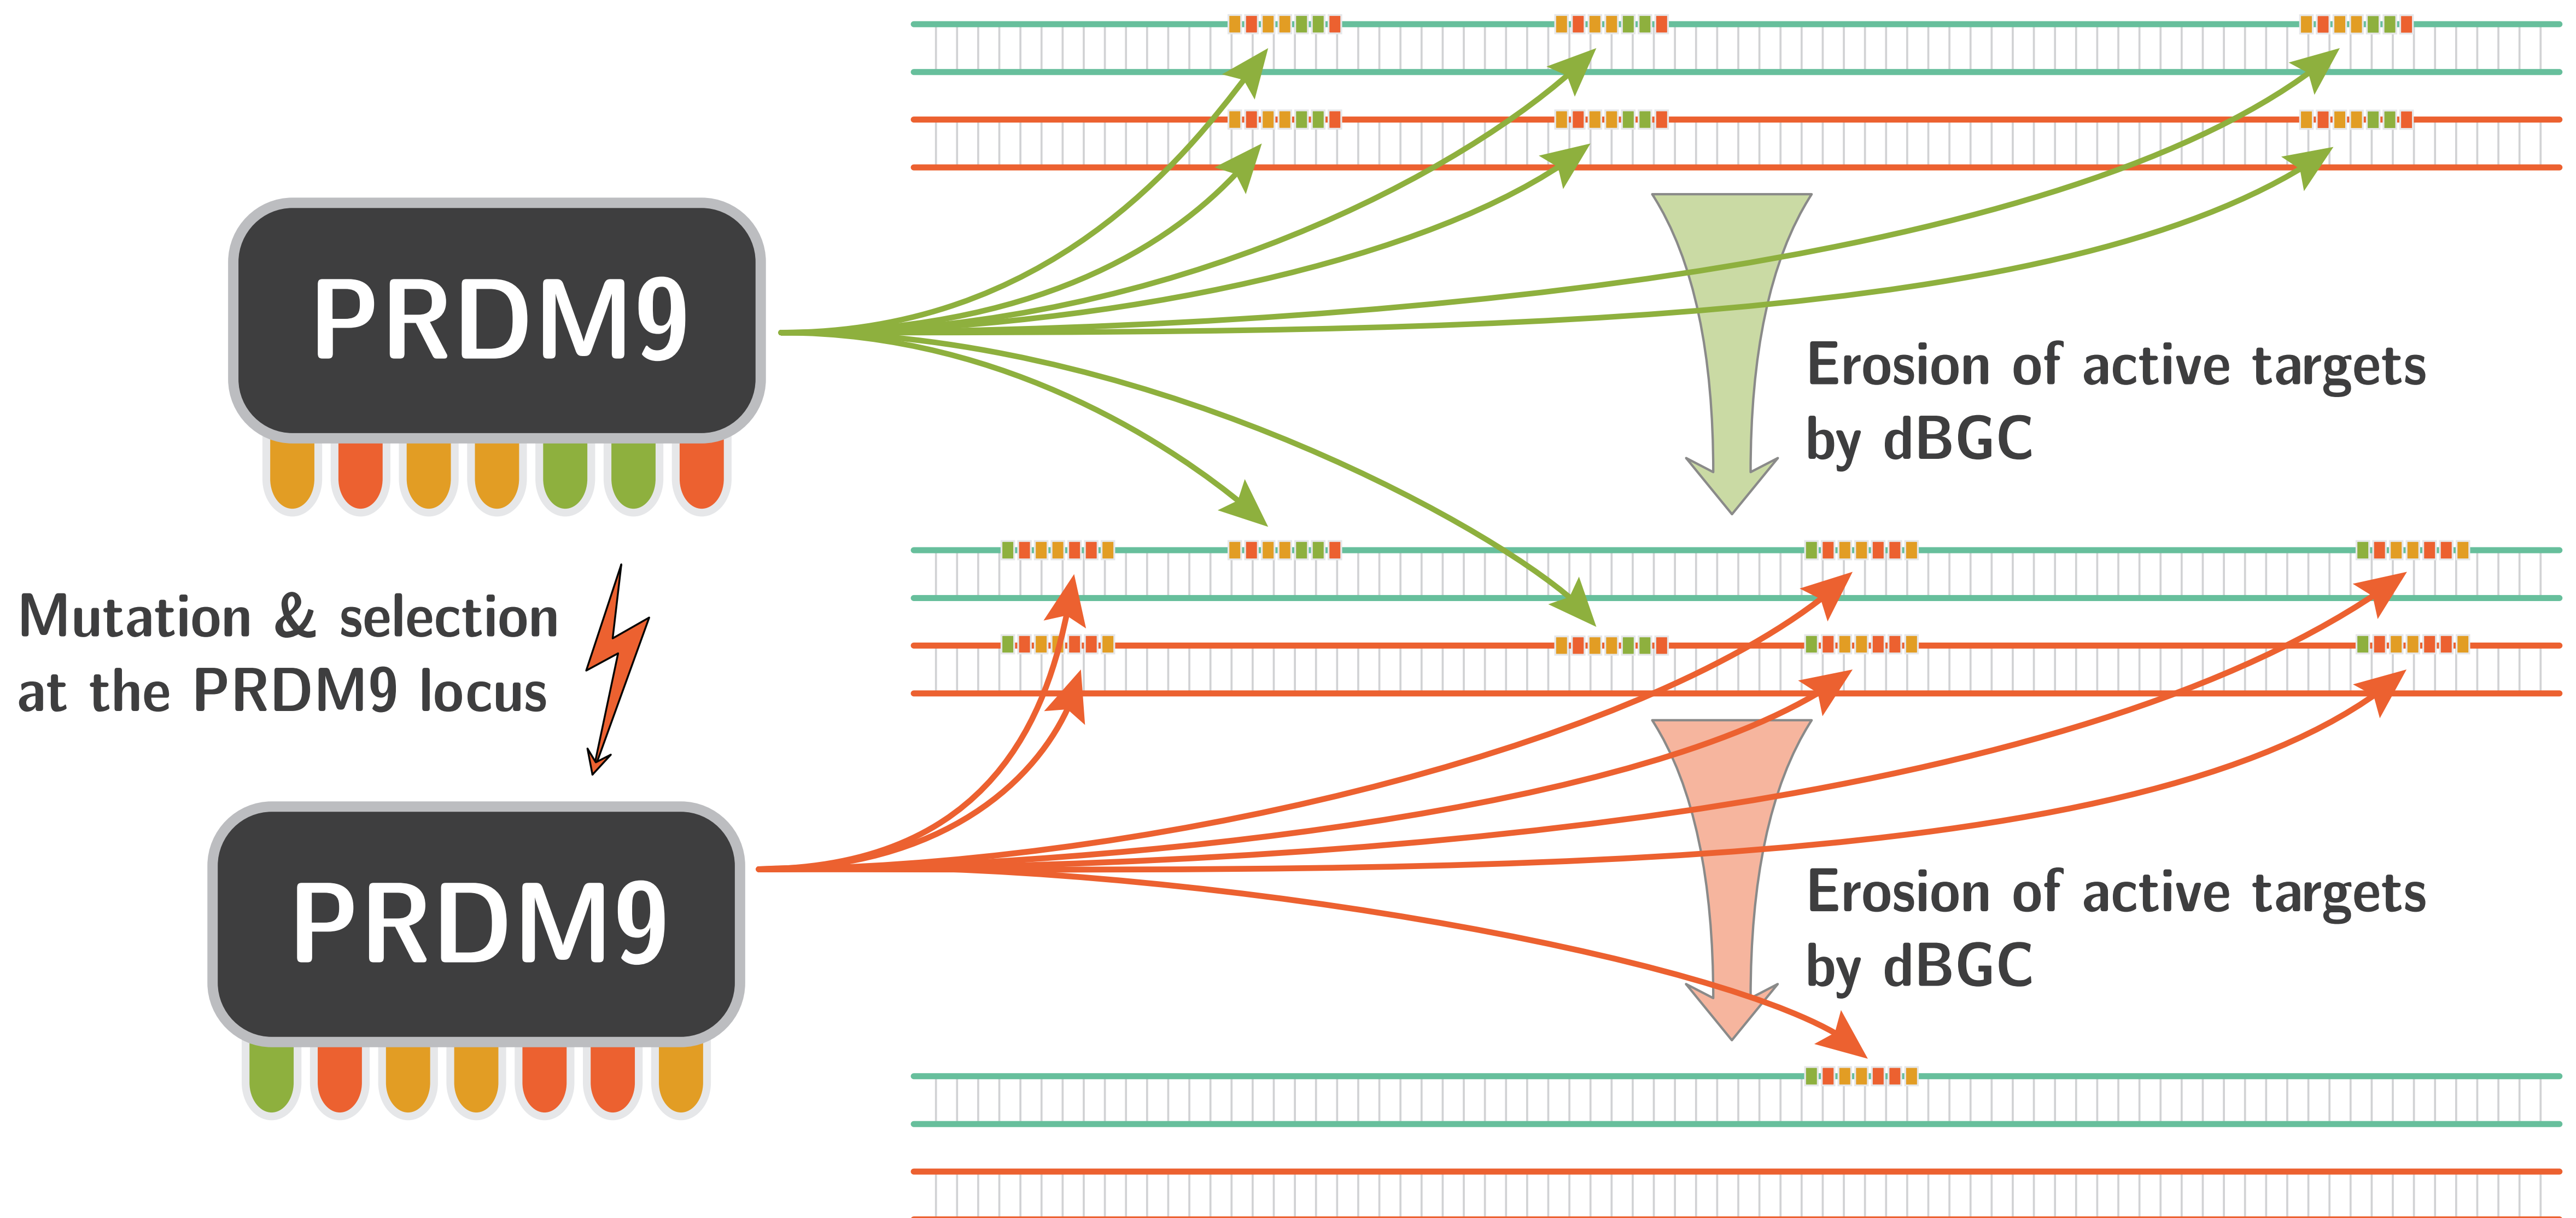 PRDM9
Erosion of active targets
by dBGC
Mutation & selection
at the PRDM9 locus
PRDM9
Erosion of active targets
by dBGC